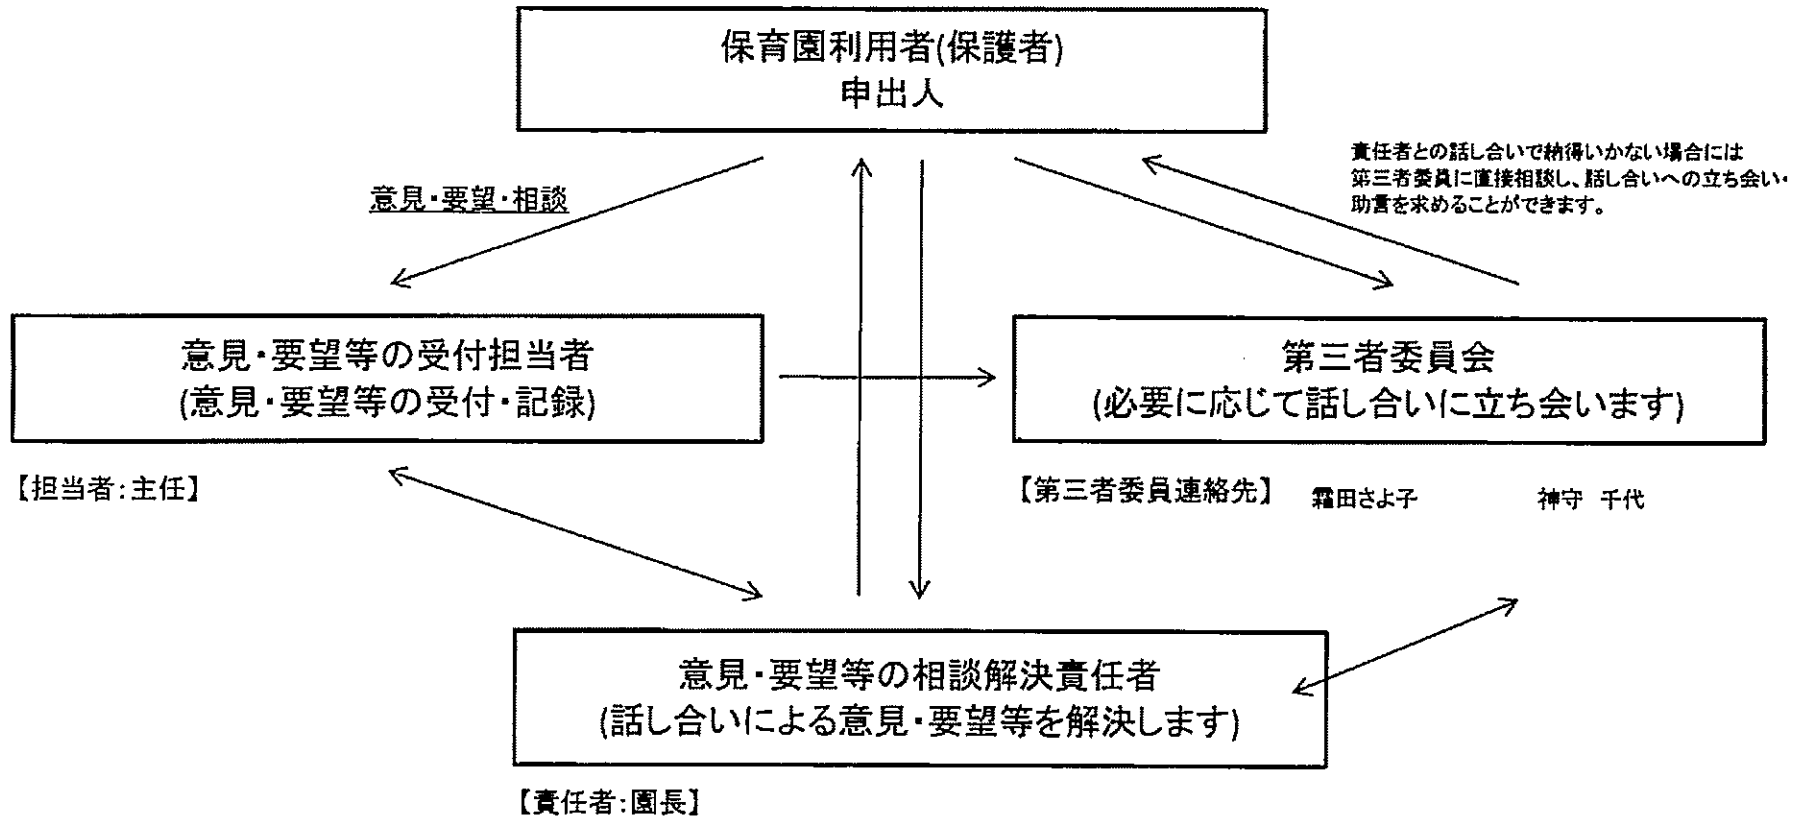 保育園利用者(保護者)
申出人
責任者との話し合いで納得いかない場合には
第三者委員に直接相談し、話し合いへの立ち会い・
助言を求めることができます。
意見・要望・相談
意見・要望等の受付担当者
(意見・要望等の受付・記録)
第三者委員会
(必要に応じて話し合いに立ち会います)
【担当者:主任】
【第三者委員連絡先】 霜田さよ子 神守 千代
意見・要望等の相談解決責任者
(話し合いによる意見・要望等を解決します)
【責任者:園長】